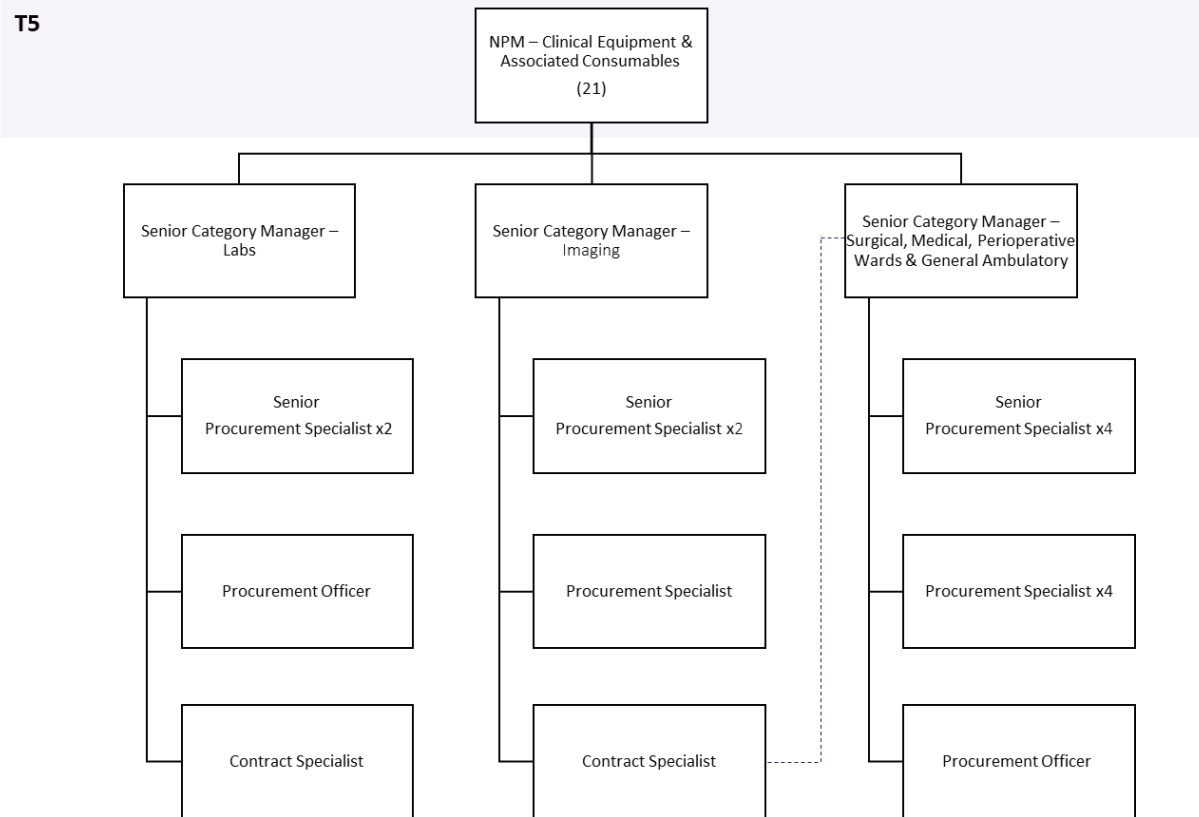 T5
NPM – Clinical Equipment &
Associated Consumables
(21)
Senior Category Manager –
Labs
Senior Category Manager –
Imaging
Senior Category Manager –
Surgical, Medical, Perioperative
Wards & General Ambulatory
Senior
Procurement Specialist x2
Senior
Procurement Specialist x2
Senior
Procurement Specialist x4
Procurement Officer
Procurement Specialist
Procurement Specialist x4
Contract Specialist
Contract Specialist
Procurement Officer